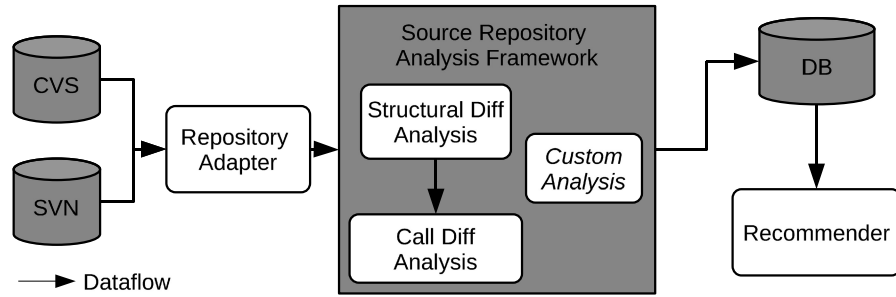 CVS
SVN
Repository
Adapter
Source Repository
Analysis Framework
Structural Diff
Analysis
Custom
Analysis
Call Diff
Analysis
DB
Recommender
Dataflow